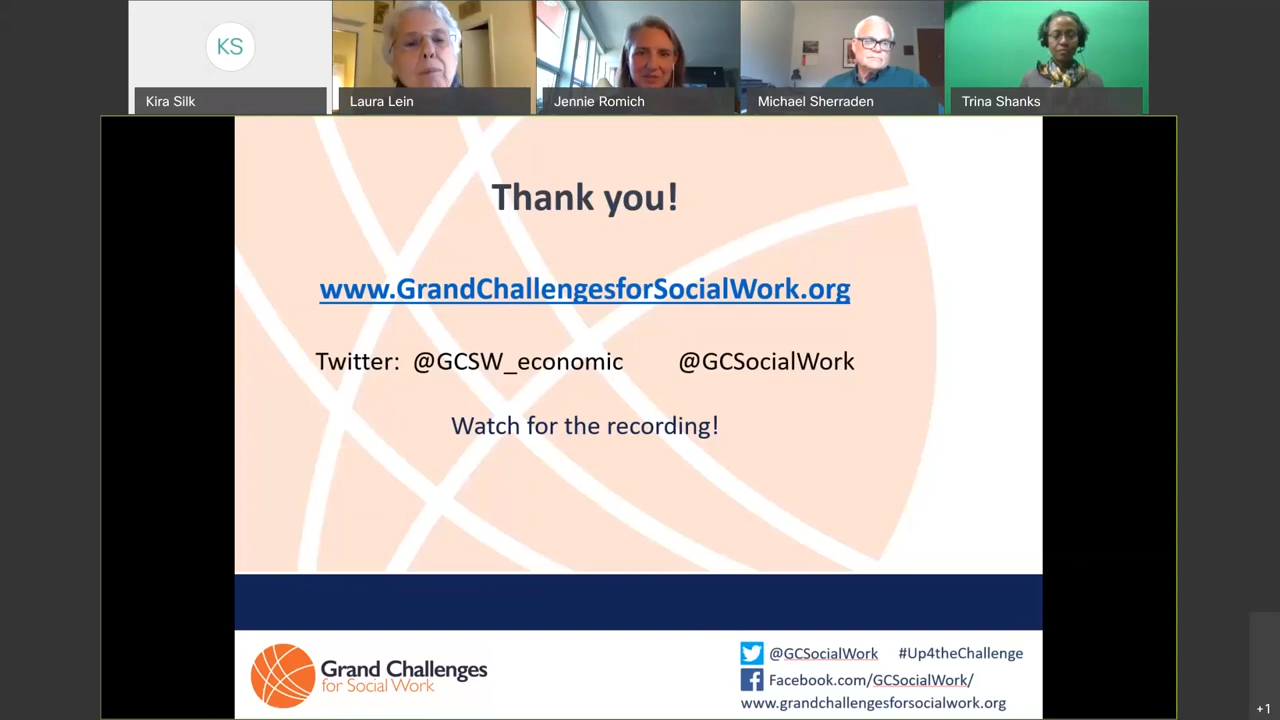 KS
Kira Silk
Laura Lein
Jennie Romich
Michael Sherraden
Trina Shanks
Thank you!
www.GrandChallengesforSocialWork.org
Twitter: @GCSW_economic @GCSocialWork
Watch for the recording!
Grand Challenges
for Social Work
@GCSocialWork #Up4theChallenge
Facebook.com/GCSocialWork/
www.grandchallengesforsocialwork.org
+1